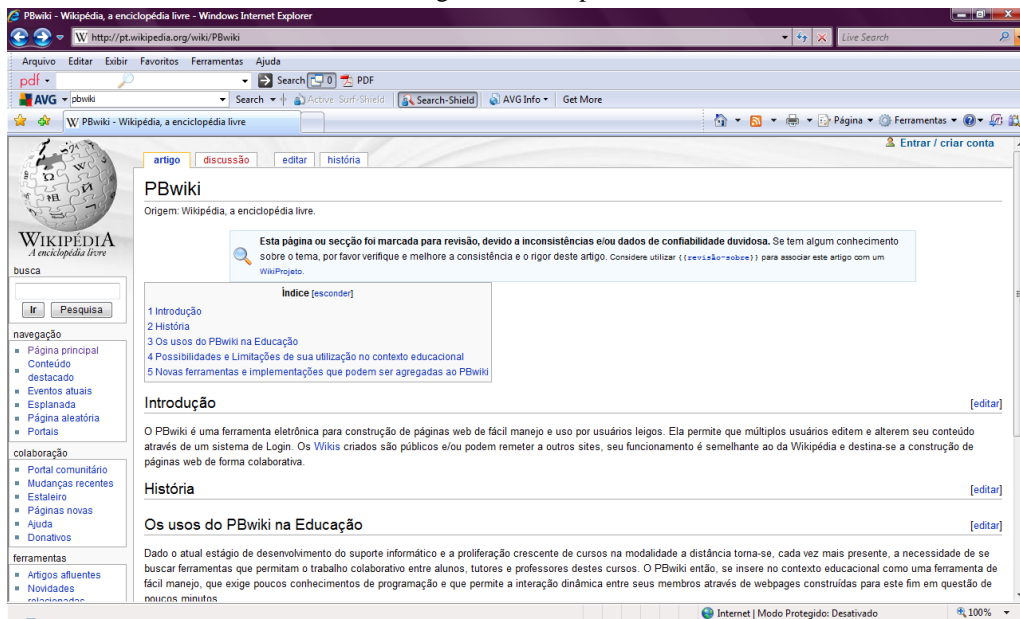 PBwiki - Wikipédia, a enciclopédia livre - Windows Internet Explorer
http://pt.wikipedia.org/wiki/PBwiki
Live Search
Arquivo Editar Exibir Favoritos Ferramentas Ajuda
pdf Search 0 PDF
AVG pbwiki Search Active Surf-Shield Search-Shield AVG Info Get More
PBwiki - Wikipédia, a enciclopédia livre
Página Ferramentas
Entrar / criar conta
artigo discussão editar história
PBwiki
Origem: Wikipédia, a enciclopédia livre.
WIKIPÉDIA
A enciclopédia livre
Esta página ou secção foi marcada para revisão, devido a inconsistências e/ou dados de confiabilidade duvidosa. Se tem algum conhecimento
sobre o tema, por favor verifique e melhore a consistência e o rigor deste artigo. Considere utilizar {{revisão-sobre}} para associar este artigo com um
WikiProjeto.
busca
Ir Pesquisa
navegação
Página principal
Conteúdo
destacado
Eventos atuais
Esplanada
Página aleatória
Portais
colaboração
Portal comunitário
Mudanças recentes
Estaleiro
Páginas novas
Ajuda
Donativos
ferramentas
Artigos afluentes
Novidades
relacionadas
Índice [esconder]
1 Introdução
2 História
3 Os usos do PBwiki na Educação
4 Possibilidades e Limitações de sua utilização no contexto educacional
5 Novas ferramentas e implementações que podem ser agregadas ao PBwiki
Introdução [editar]
O PBwiki é uma ferramenta eletrônica para construção de páginas web de fácil manejo e uso por usuários leigos. Ela permite que múltiplos usuários editem e alterem seu conteúdo
através de um sistema de Login. Os Wikis criados são públicos e/ou podem remeter a outros sites, seu funcionamento é semelhante ao da Wikipédia e destina-se a construção de
páginas web de forma colaborativa.
História [editar]
Os usos do PBwiki na Educação [editar]
Dado o atual estágio de desenvolvimento do suporte informático e a proliferação crescente de cursos na modalidade a distância torna-se, cada vez mais presente, a necessidade de se
buscar ferramentas que permitam o trabalho colaborativo entre alunos, tutores e professores destes cursos. O PBwiki então, se insere no contexto educacional como uma ferramenta de
fácil manejo, que exige poucos conhecimentos de programação e que permite a interação dinâmica entre seus membros através de webpages construídas para este fim em questão de
poucos minutos
Internet | Modo Protegido: Desativado 100%